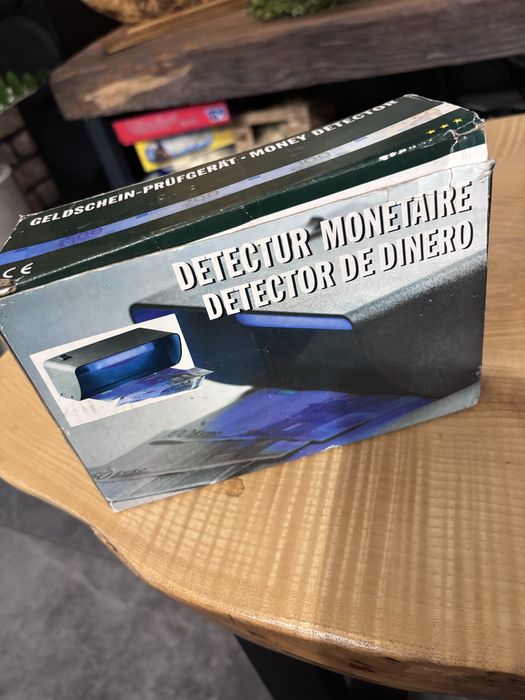 GELDSCHEIN-PRÜFGERÄT - MONEY DETECTOR
CE
DETECTUR MONETAIRE
DETECTOR DE DINERO